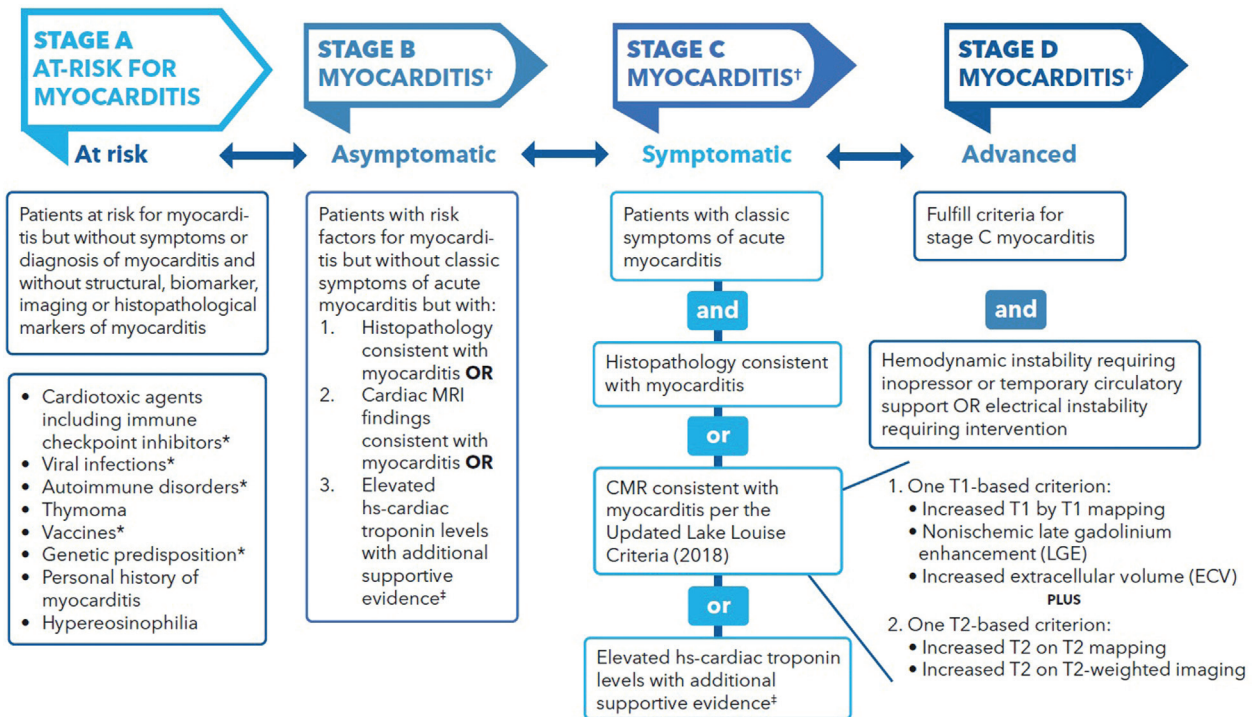 STAGE A
AT-RISK FOR
MYOCARDITIS
STAGE B
MYOCARDITIS†
STAGE C
MYOCARDITIS†
STAGE D
MYOCARDITIS†
At risk
Asymptomatic
Symptomatic
Advanced
Patients at risk for myocardi-
tis but without symptoms or
diagnosis of myocarditis and
without structural, biomarker,
imaging or histopathological
markers of myocarditis
• Cardiotoxic agents
including immune
checkpoint inhibitors*
• Viral infections*
• Autoimmune disorders*
• Thymoma
• Vaccines*
• Genetic predisposition*
• Personal history of
myocarditis
• Hypereosinophilia
Patients with risk
factors for myocardi-
tis but without classic
symptoms of acute
myocarditis but with:
1. Histopathology
consistent with
myocarditis OR
2. Cardiac MRI
findings
consistent with
myocarditis OR
3. Elevated
hs-cardiac
troponin levels
with additional
supportive
evidence‡
Patients with classic
symptoms of acute
myocarditis
and
Histopathology consistent
with myocarditis
or
CMR consistent with
myocarditis per the
Updated Lake Louise
Criteria (2018)
or
Elevated hs-cardiac troponin
levels with additional
supportive evidence‡
Fulfill criteria for
stage C myocarditis
and
Hemodynamic instability requiring
inopressor or temporary circulatory
support OR electrical instability
requiring intervention
1. One T1-based criterion:
• Increased T1 by T1 mapping
• Nonischemic late gadolinium
enhancement (LGE)
• Increased extracellular volume (ECV)
PLUS
2. One T2-based criterion:
• Increased T2 on T2 mapping
• Increased T2 on T2-weighted imaging